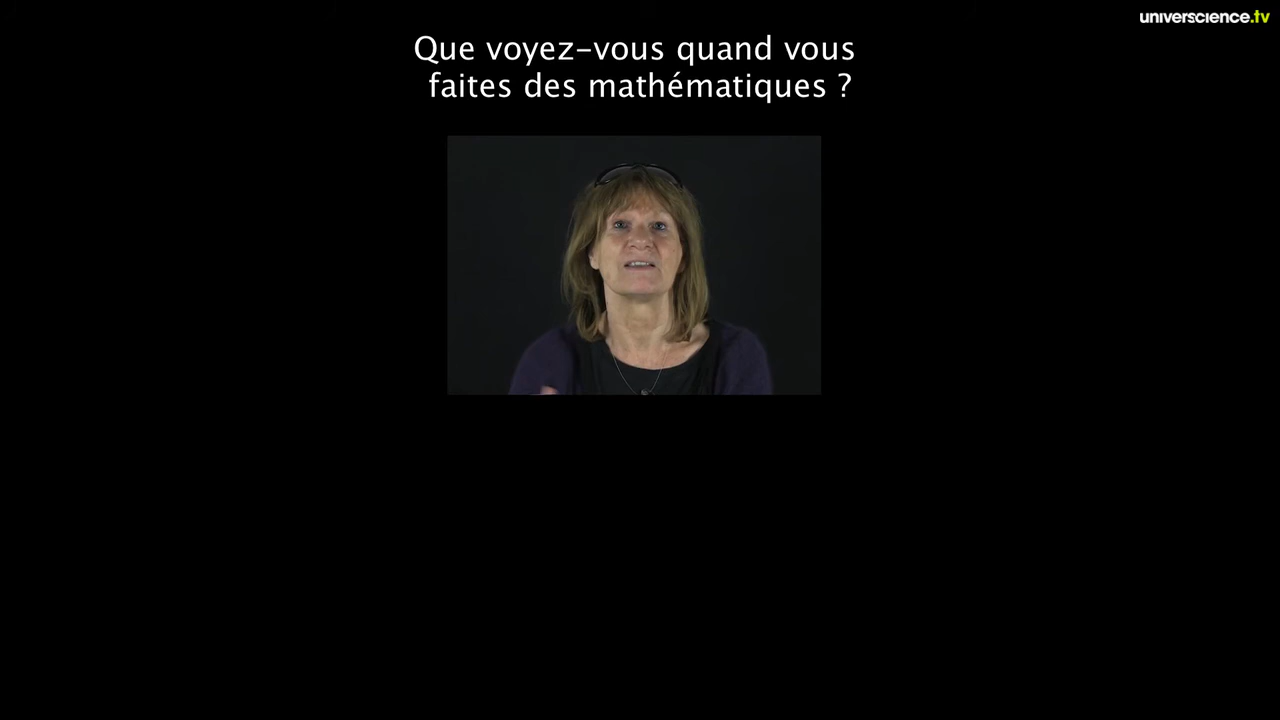 universcience.tv
Que voyez-vous quand vous
faites des mathématiques ?